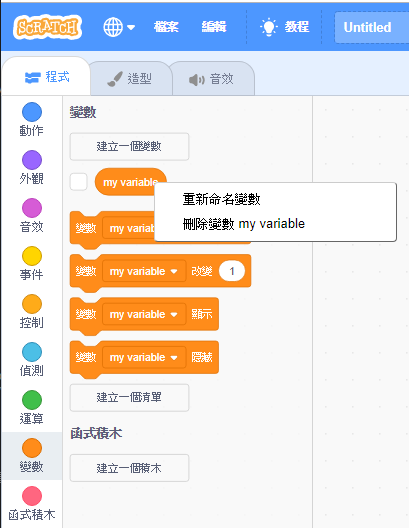 SCRATCH 檔案 編輯 教程 Untitled
程式 造型 音效
動作
外觀
音效
事件
控制
偵測
運算
變數
函式積木
變數
建立一個變數
my variable
重新命名變數
刪除變數 my variable
變數 my variable
變數 my variable 改變 1
變數 my variable 顯示
變數 my variable 隱藏
建立一個清單
函式積木
建立一個積木